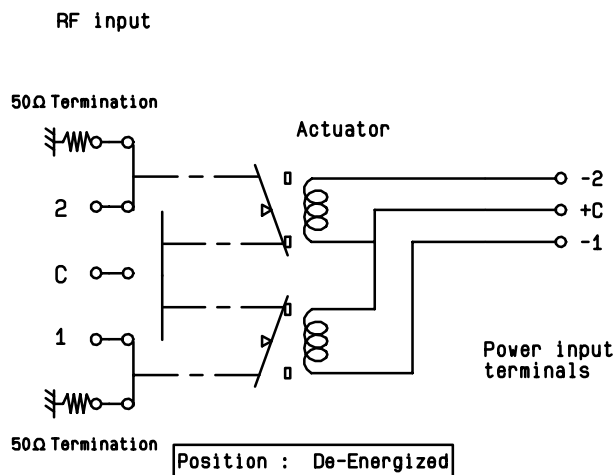 RF input
50Ω Termination
Actuator
-2
2
+C
-1
C
1
Power input
terminals
50Ω Termination
Position : De-Energized